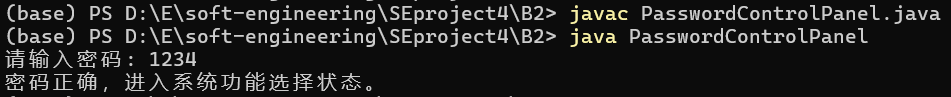 (base) PS D:\E\soft-engineering\SEproject4\B2> javac PasswordControlPanel.java
(base) PS D:\E\soft-engineering\SEproject4\B2> java PasswordControlPanel
请输入密码: 1234
密码正确，进入系统功能选择状态。